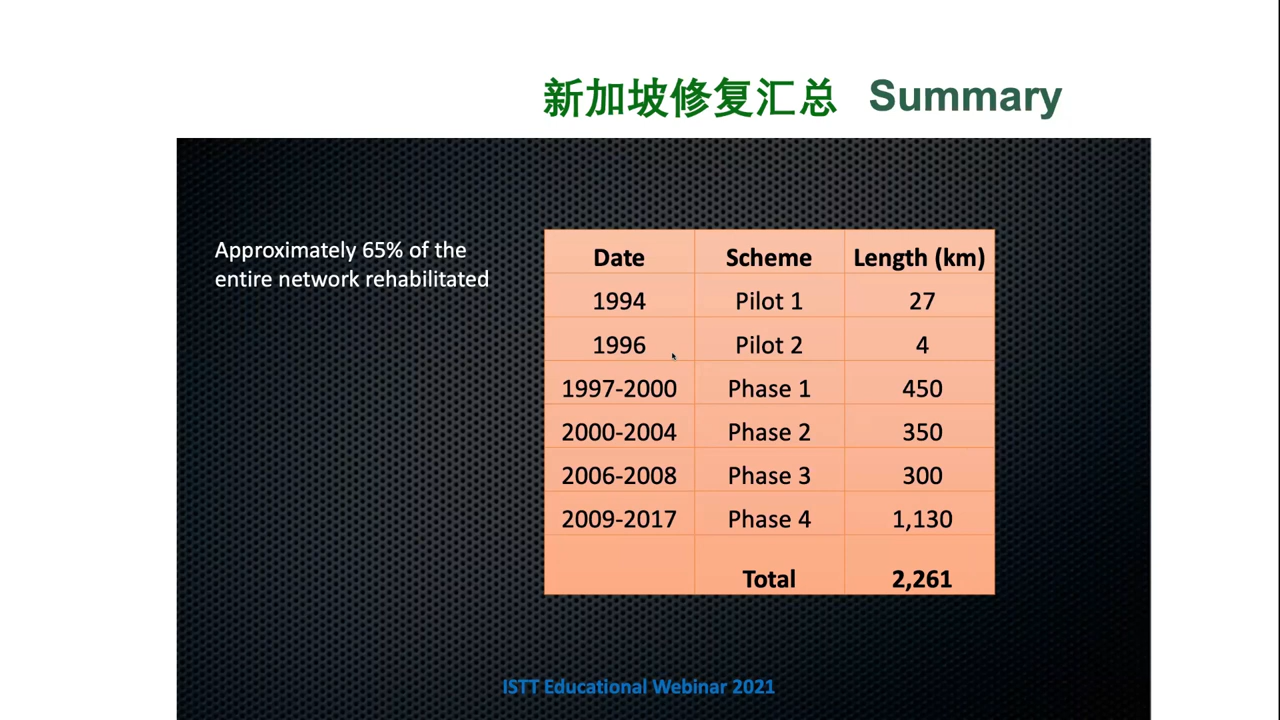 新加坡修复汇总 Summary
Approximately 65% of the
entire network rehabilitated
Date Scheme Length (km)
1994 Pilot 1 27
1996 Pilot 2 4
1997-2000 Phase 1 450
2000-2004 Phase 2 350
2006-2008 Phase 3 300
2009-2017 Phase 4 1,130
Total 2,261
ISTT Educational Webinar 2021